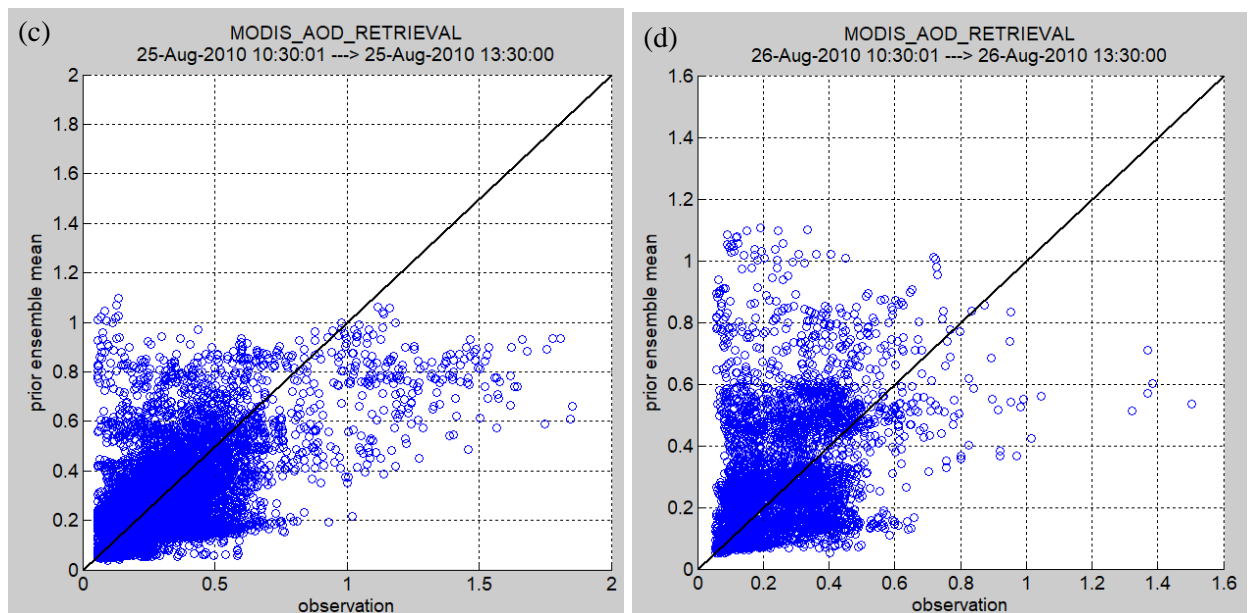 (c)
MODIS_AOD_RETRIEVAL
25-Aug-2010 10:30:01 ---> 25-Aug-2010 13:30:00
2
1.8
1.6
1.4
1.2
1
0.8
0.6
0.4
0.2
0
prior ensemble mean
0 0.5 1 1.5 2
observation
(d)
MODIS_AOD_RETRIEVAL
26-Aug-2010 10:30:01 ---> 26-Aug-2010 13:30:00
1.6
1.4
1.2
1
0.8
0.6
0.4
0.2
0
prior ensemble mean
0 0.2 0.4 0.6 0.8 1 1.2 1.4 1.6
observation